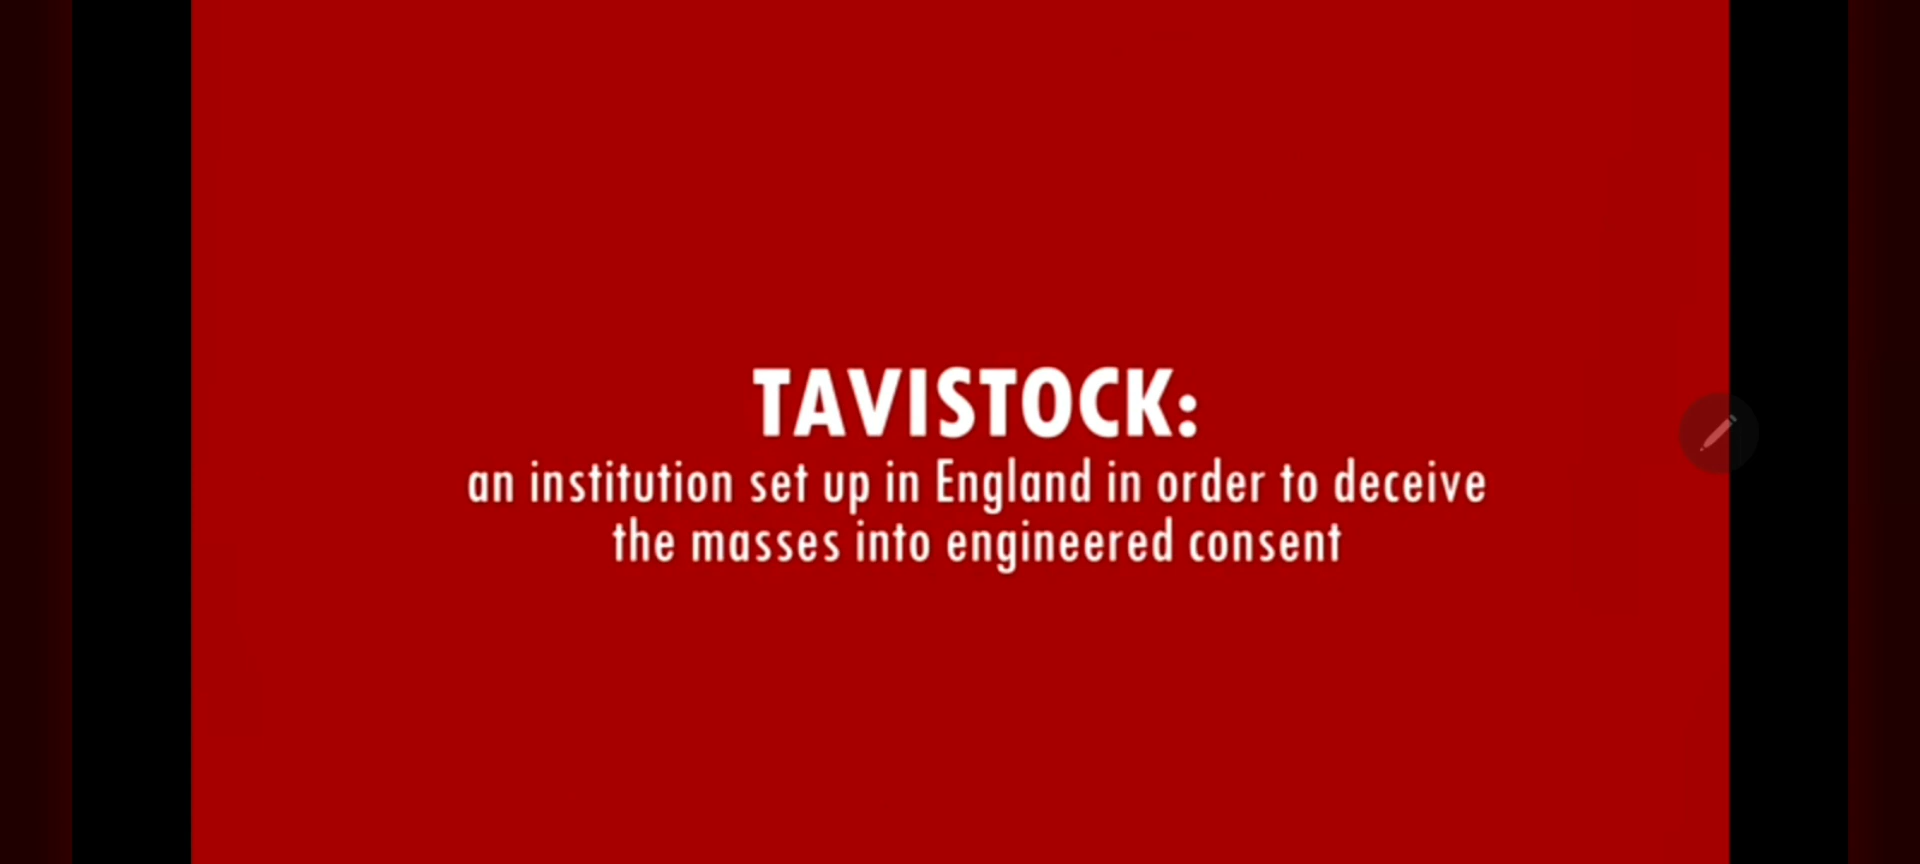 TAVISTOCK:
an institution set up in England in order to deceive
the masses into engineered consent